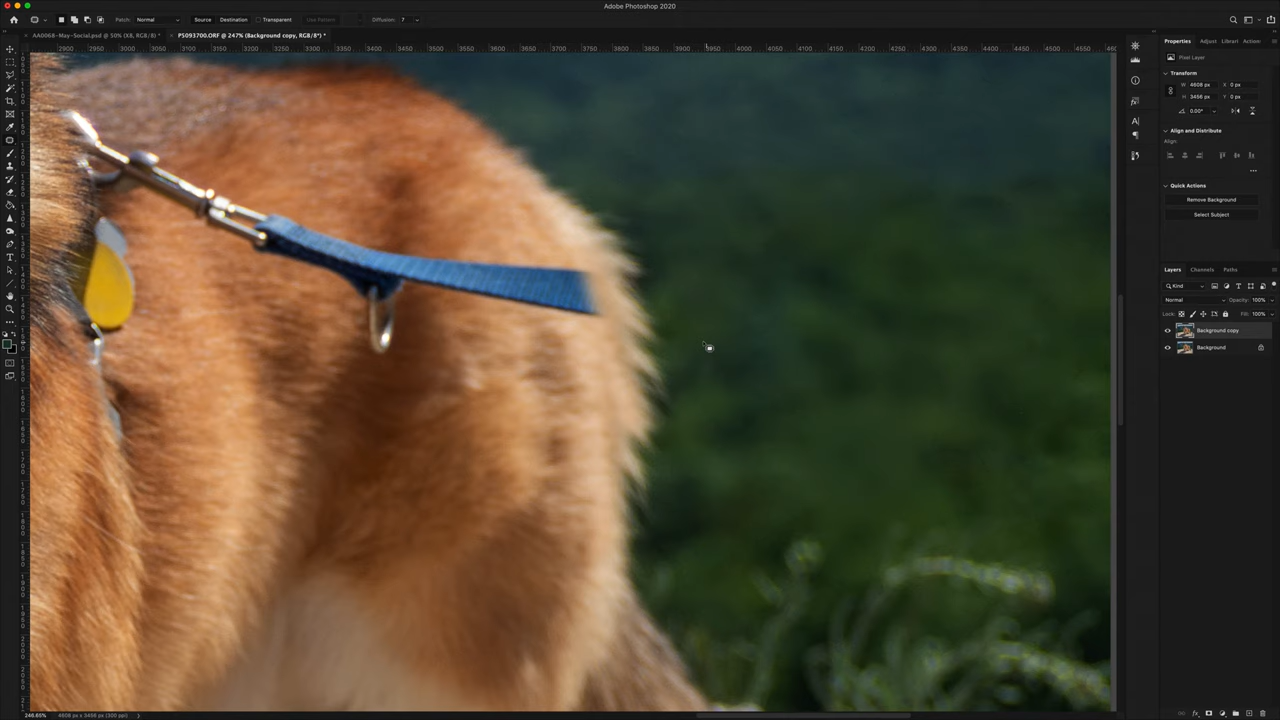 Adobe Photoshop 2020
Patch: Normal Source Destination Transparent Use Pattern Diffusion: 7
AA0068-May-Social.psd @ 50% (X8, RGB/8) * P5093700.ORF @ 247% (Background copy, RGB/8*) *
2900 2950 3000 3050 3100 3150 3200 3250 3300 3350 3400 3450 3500 3550 3600 3650 3700 3750 3800 3850 3900 3950 4000 4050 4100 4150 4200 4250 4300 4350 4400 4450 4500 4550
Properties Adjust Librari Action
Pixel Layer
Transform
W 4608 px X 0 px
H 3456 px Y 0 px
0.00°
Align and Distribute
Align:
Quick Actions
Remove Background
Select Subject
Layers Channels Paths
Kind
Normal Opacity: 100%
Lock: Fill: 100%
Background copy
Background
246.65% 4608 px x 3456 px (300 ppi)